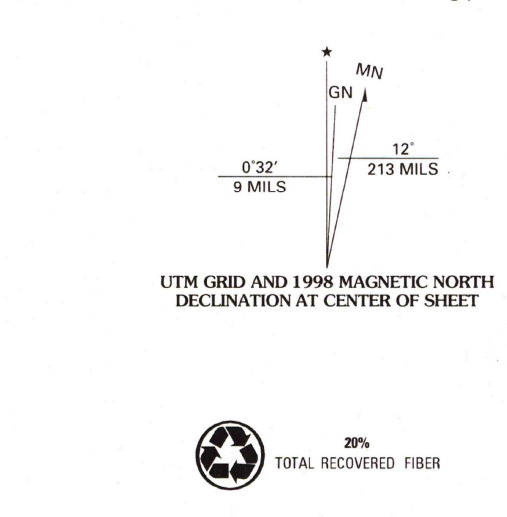 ★
MN
GN
0°32′
9 MILS
12°
213 MILS
UTM GRID AND 1998 MAGNETIC NORTH
DECLINATION AT CENTER OF SHEET
20%
TOTAL RECOVERED FIBER